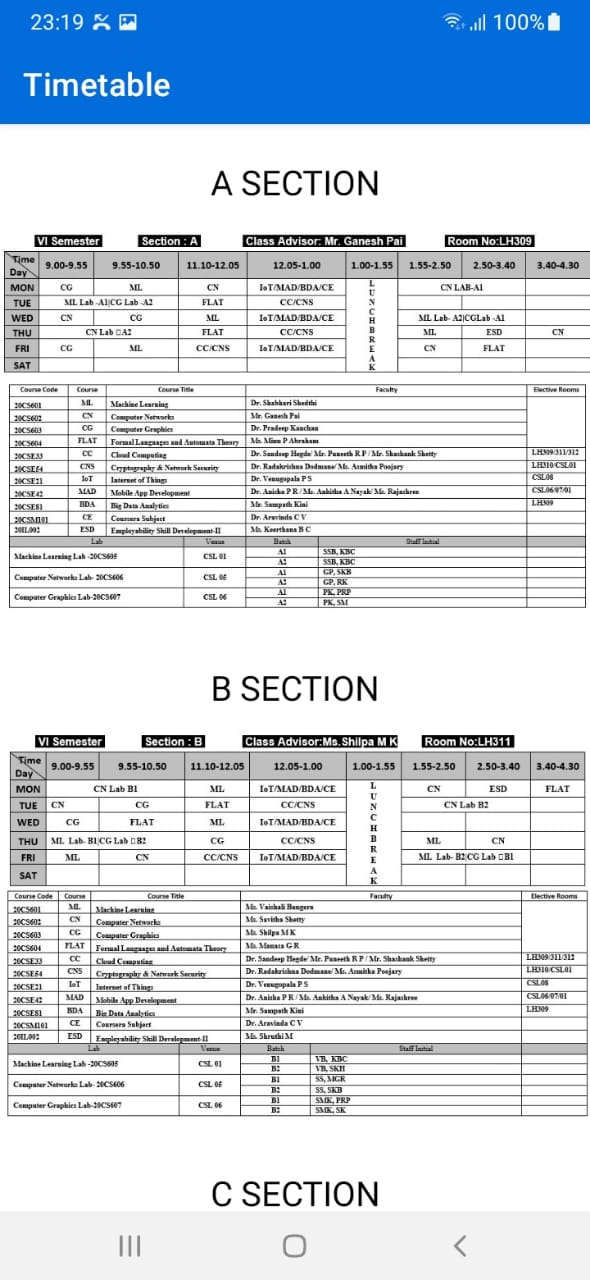 23:19 100%
Timetable
A SECTION
VI Semester Section : A Class Advisor: Mr. Ganesh Pai Room No:LH309
Time Day 9.00-9.55 9.55-10.50 11.10-12.05 12.05-1.00 1.00-1.55 1.55-2.50 2.50-3.40 3.40-4.30
MON CG ML CN IoT/MAD/BDA/CE LUNCH BREAK CN LAB-A1
TUE ML Lab -A1|CG Lab -A2 FLAT CC/CNS
WED CN CG ML IoT/MAD/BDA/CE ML Lab- A2|CGLab -A1
THU CN Lab □A2 FLAT CC/CNS ML ESD CN
FRI CG ML CC/CNS IoT/MAD/BDA/CE CN FLAT
SAT
Course Code Course Course Title Faculty Elective Rooms
20CS601 ML Machine Learning Dr. Shabhari Shedthi
20CS602 CN Computer Networks Mr. Ganesh Pai
20CS603 CG Computer Graphics Dr. Pradeep Kanchan
20CS604 FLAT Formal Languages and Automata Theory Ms. Minu P Abraham
20CSE33 CC Cloud Computing Dr. Sandeep Hegde/ Mr. Puneeth R P / Mr. Shashank Shetty LH309/311/312
20CSE54 CNS Cryptography & Network Security Dr. Radhakrishna Dodmane/ Ms. Asmitha Poojary LH310/CSL01
20CSE21 IoT Internet of Things Dr. Venugopala P S CSL08
20CSE42 MAD Mobile App Development Dr. Anisha P R / Ms. Ankitha A Nayak/ Ms. Rajashree CSL06/07/01
20CSE81 BDA Big Data Analytics Mr. Sampath Kini LH309
20CSM101 CE Coursera Subject Dr. Aravinda C V
20HL002 ESD Employability Skill Development-II Ms. Keerthana B C
Lab Venue Batch Staff Initial
Machine Learning Lab -20CS605 CSL 01 A1 SSB, KBC
A2 SSB, KBC
Computer Networks Lab- 20CS606 CSL 05 A1 GP, SKB
A2 GP, RK
Computer Graphics Lab-20CS607 CSL 06 A1 PK, PRP
A2 PK, SM
B SECTION
VI Semester Section : B Class Advisor:Ms.Shilpa M K Room No:LH311
Time Day 9.00-9.55 9.55-10.50 11.10-12.05 12.05-1.00 1.00-1.55 1.55-2.50 2.50-3.40 3.40-4.30
MON CN Lab B1 ML IoT/MAD/BDA/CE LUNCH BREAK CN ESD FLAT
TUE CN CG FLAT CC/CNS CN Lab B2
WED CG FLAT ML IoT/MAD/BDA/CE
THU ML Lab- B1|CG Lab □B2 CG CC/CNS ML CN
FRI ML CN CC/CNS IoT/MAD/BDA/CE ML Lab- B2|CG Lab □B1
SAT
Course Code Course Course Title Faculty Elective Rooms
20CS601 ML Machine Learning Ms. Vaishali Bangera
20CS602 CN Computer Networks Ms. Savitha Shetty
20CS603 CG Computer Graphics Ms. Shilpa M K
20CS604 FLAT Formal Languages and Automata Theory Ms. Manasa G R
20CSE33 CC Cloud Computing Dr. Sandeep Hegde/ Mr. Puneeth R P / Mr. Shashank Shetty LH309/311/312
20CSE54 CNS Cryptography & Network Security Dr. Radhakrishna Dodmane/ Ms. Asmitha Poojary LH310/CSL01
20CSE21 IoT Internet of Things Dr. Venugopala P S CSL08
20CSE42 MAD Mobile App Development Dr. Anisha P R / Ms. Ankitha A Nayak/ Ms. Rajashree CSL06/07/01
20CSE81 BDA Big Data Analytics Mr. Sampath Kini LH309
20CSM101 CE Coursera Subject Dr. Aravinda C V
20HL002 ESD Employability Skill Development-II Ms. Shruthi M
Lab Venue Batch Staff Initial
Machine Learning Lab -20CS605 CSL 01 B1 VB, KBC
B2 VB, SKH
Computer Networks Lab- 20CS606 CSL 05 B1 SS, MGR
B2 SS, SKB
Computer Graphics Lab-20CS607 CSL 06 B1 SMK, PRP
B2 SMK, SK
C SECTION